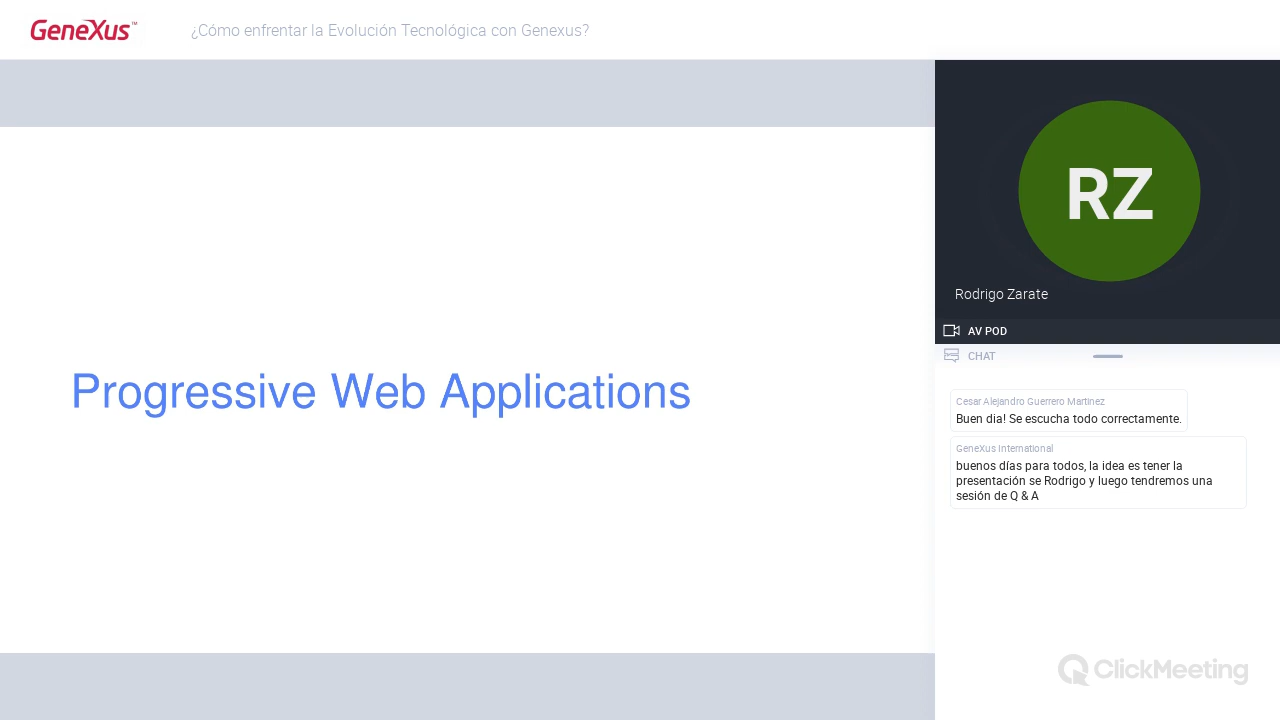 GeneXus™
¿Cómo enfrentar la Evolución Tecnológica con Genexus?
Progressive Web Applications
RZ
Rodrigo Zarate
AV POD
CHAT
Cesar Alejandro Guerrero Martinez
Buen dia! Se escucha todo correctamente.
GeneXus International
buenos días para todos, la idea es tener la
presentación se Rodrigo y luego tendremos una
sesión de Q & A
ClickMeeting